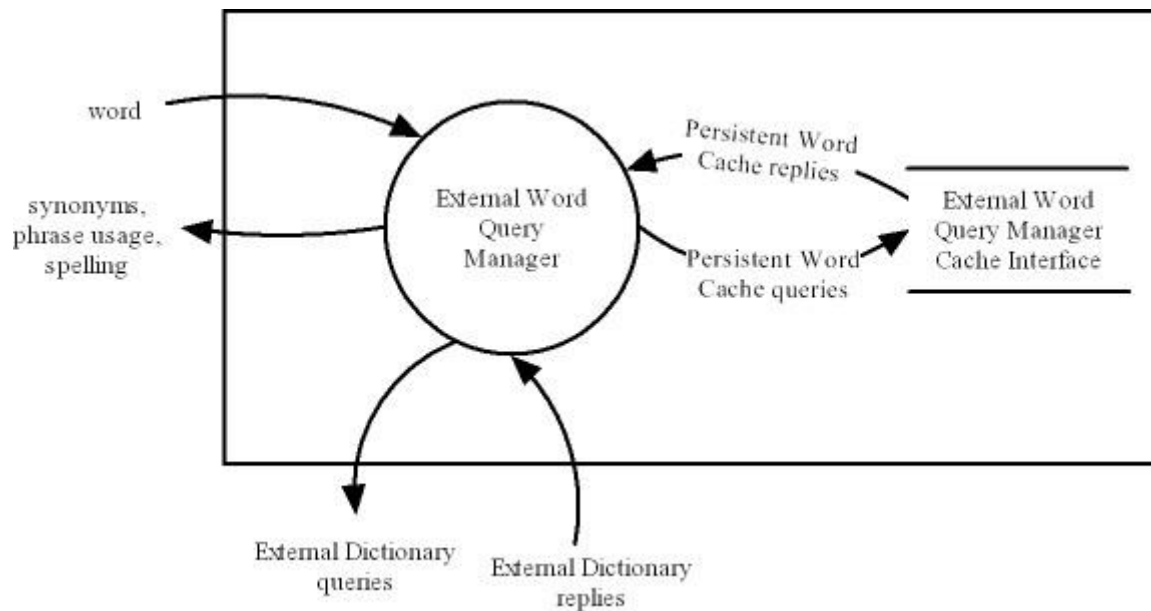 word
synonyms,
phrase usage,
spelling
External Word
Query
Manager
Persistent Word
Cache replies
Persistent Word
Cache queries
External Word
Query Manager
Cache Interface
External Dictionary
queries
External Dictionary
replies